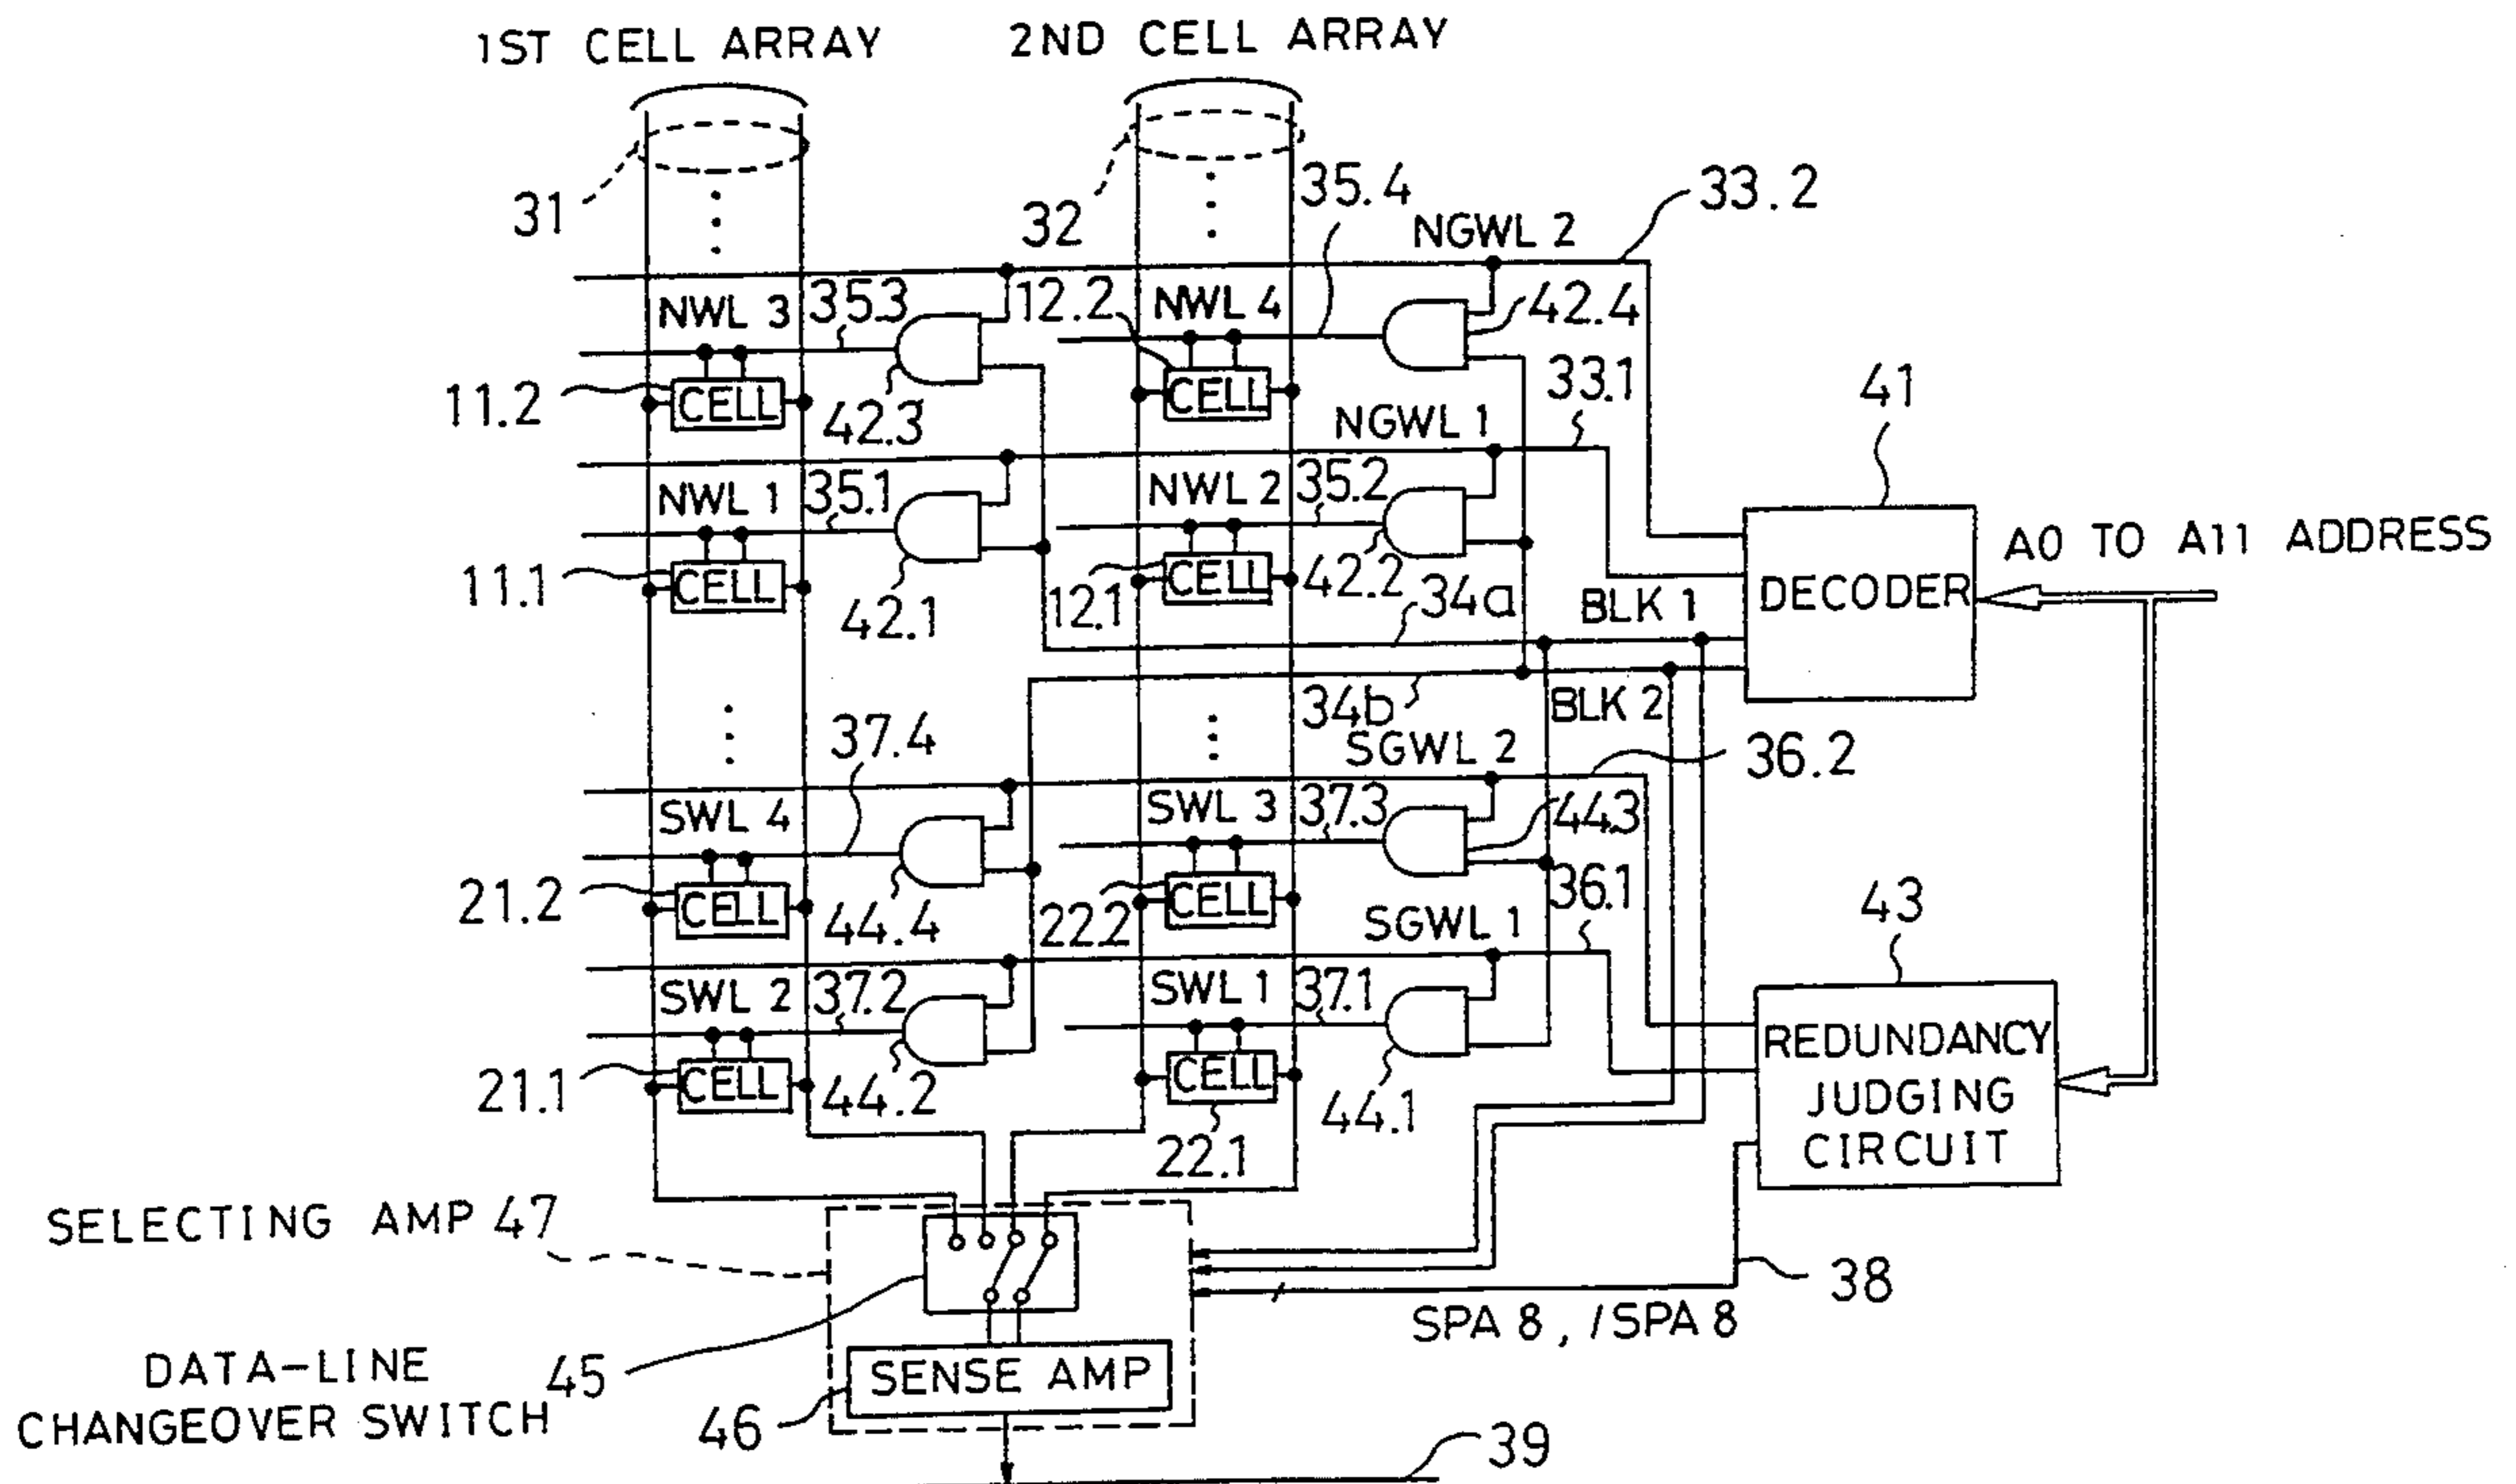 1ST CELL ARRAY
2ND CELL ARRAY
31
32
35.4
33.2
NGWL 2
NWL 3
35.3
12.2
NWL 4
42.4
11.2
CELL
42.3
CELL
33.1
41
NGWL 1
NWL 1
35.1
NWL 2
35.2
A0 TO A11 ADDRESS
11.1
CELL
42.1
12.1
CELL
42.2
34a
BLK 1
DECODER
34b
BLK 2
37.4
SGWL 2
36.2
SWL 4
SWL 3
37.3
44.3
21.2
CELL
44.4
22.2
CELL
36.1
43
SGWL 1
SWL 2
37.2
SWL 1
37.1
REDUNDANCY
JUDGING
CIRCUIT
21.1
CELL
44.2
CELL
44.1
22.1
SELECTING AMP 47
38
SPA 8, /SPA 8
DATA-LINE
CHANGEOVER SWITCH
45
SENSE AMP
46
39